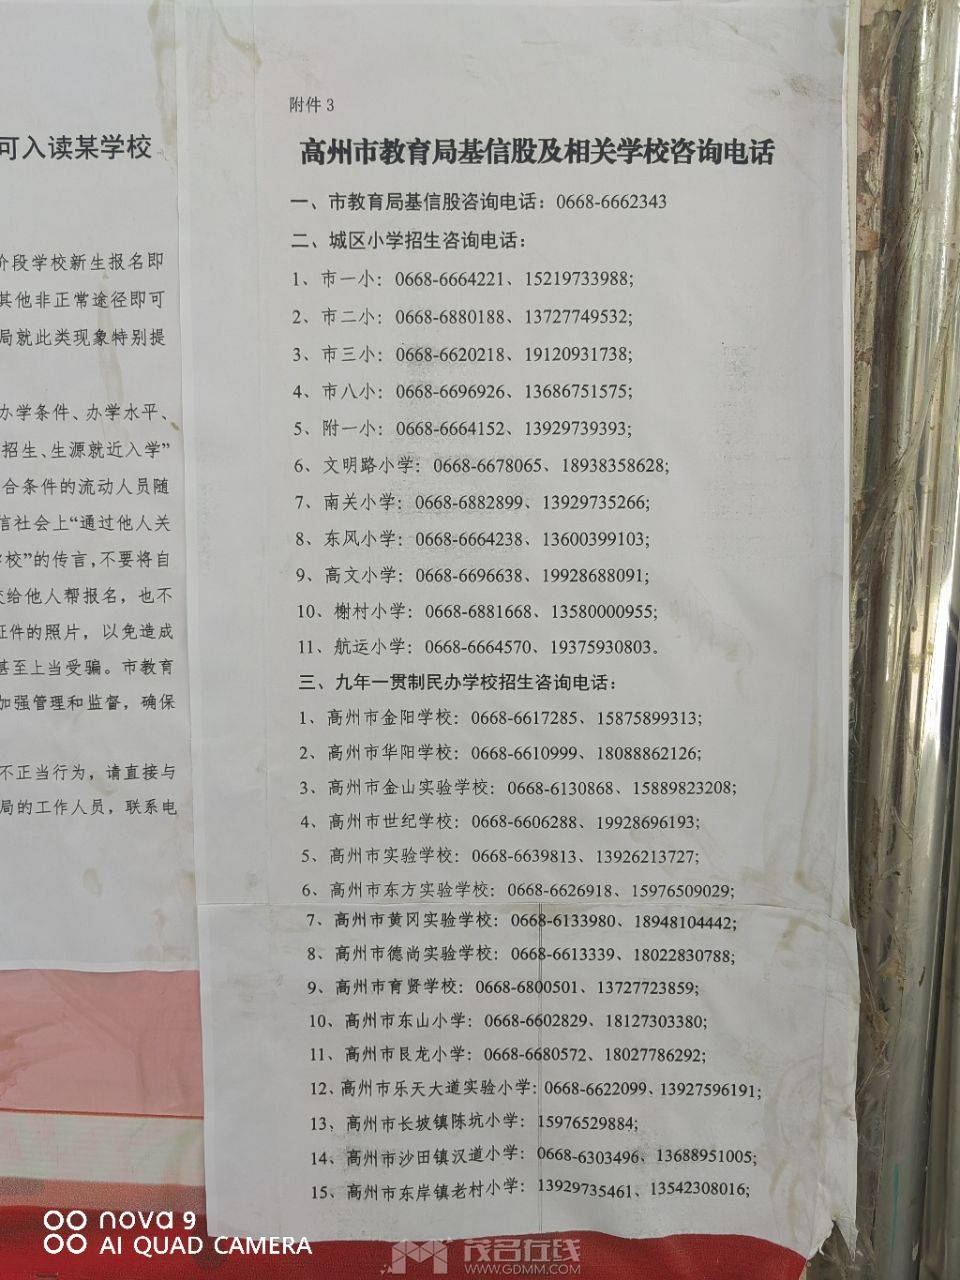 可入读某学校
阶段学校新生报名即
其他非正常途径即可
局就此类现象特别提
办学条件、办学水平、
招生、生源就近入学”
合条件的流动人员随
信社会上“通过他人关
学校”的传言,不要将自
交给他人帮报名，也不
证件的照片，以免造成
甚至上当受骗。市教育
加强管理和监督，确保
不正当行为，请直接与
局的工作人员，联系电
附件 3
高州市教育局基信股及相关学校咨询电话
一、市教育局基信股咨询电话：0668-6662343
二、城区小学招生咨询电话：
1、市一小：0668-6664221、15219733988;
2、市二小：0668-6880188、13727749532;
3、市三小：0668-6620218、19120931738;
4、市八小：0668-6696926、13686751575;
5、附一小：0668-6664152、13929739393;
6、文明路小学：0668-6678065、18938358628;
7、南关小学：0668-6882899、13929735266;
8、东风小学：0668-6664238、13600399103;
9、高文小学：0668-6696638、19928688091;
10、榭村小学：0668-6881668、13580000955;
11、航运小学：0668-6664570、19375930803。
三、九年一贯制民办学校招生咨询电话：
1、高州市金阳学校：0668-6617285、15875899313;
2、高州市华阳学校：0668-6610999、18088862126;
3、高州市金山实验学校：0668-6130868、15889823208;
4、高州市世纪学校：0668-6606288、19928696193;
5、高州市实验学校：0668-6639813、13926213727;
6、高州市东方实验学校：0668-6626918、15976509029;
7、高州市黄冈实验学校：0668-6133980、18948104442;
8、高州市德尚实验学校：0668-6613339、18022830788;
9、高州市育贤学校：0668-6800501、13727723859;
10、高州市东山小学：0668-6602829、18127303380;
11、高州市艮龙小学：0668-6680572、18027786292;
12、高州市乐天大道实验小学：0668-6622099、13927596191;
13、高州市长坡镇陈坑小学：15976529884;
14、高州市沙田镇汉道小学：0668-6303496、13688951005;
15、高州市东岸镇老村小学：13929735461、13542308016;
nova 9
AI QUAD CAMERA
茂名在线
WWW.GDMM.COM